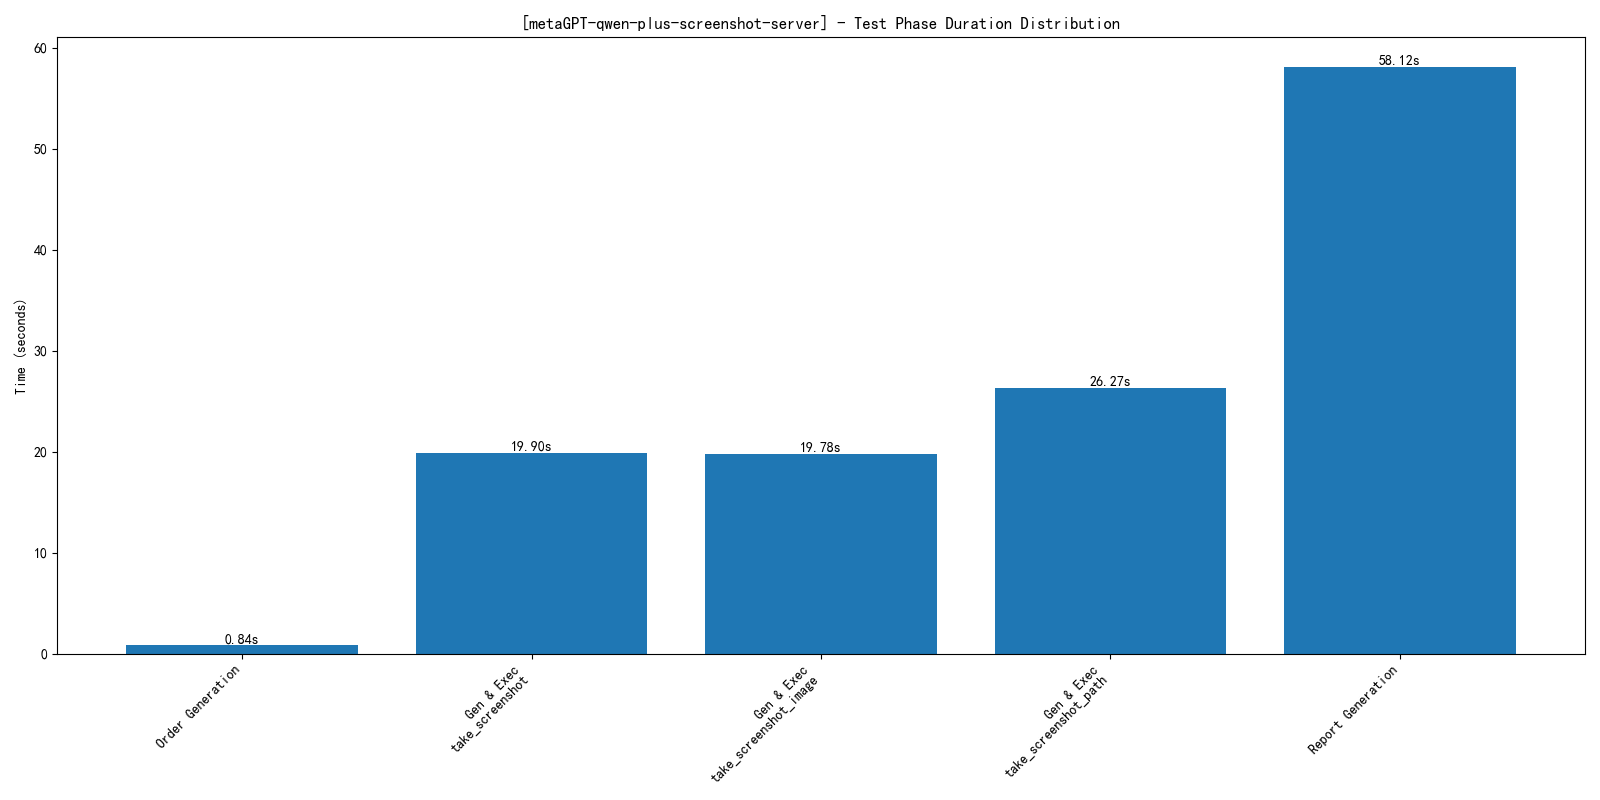 [metaGPT-qwen-plus-screenshot-server] - Test Phase Duration Distribution
Time (seconds)
60
50
40
30
20
10
0
0.84s
19.90s
19.78s
26.27s
58.12s
Order Generation
Gen & Exec
take_screenshot
Gen & Exec
take_screenshot_image
Gen & Exec
take_screenshot_path
Report Generation